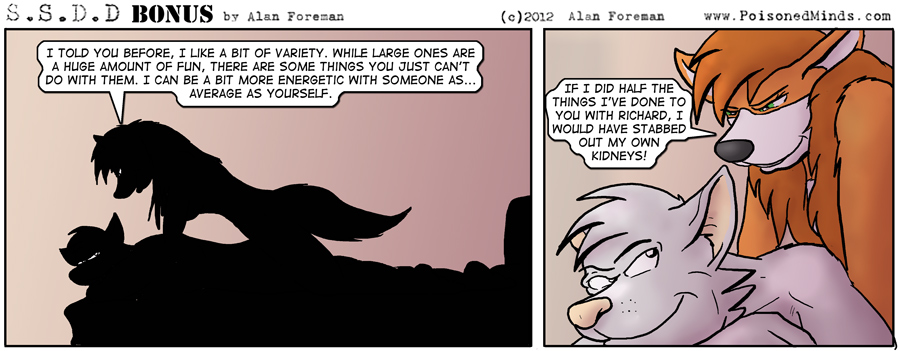 S.S.D.D BONUS by Alan Foreman (c)2012 Alan Foreman www.PoisonedMinds.com
I TOLD YOU BEFORE, I LIKE A BIT OF VARIETY. WHILE LARGE ONES ARE
A HUGE AMOUNT OF FUN, THERE ARE SOME THINGS YOU JUST CAN'T
DO WITH THEM. I CAN BE A BIT MORE ENERGETIC WITH SOMEONE AS...
AVERAGE AS YOURSELF.
IF I DID HALF THE
THINGS I'VE DONE TO
YOU WITH RICHARD, I
WOULD HAVE STABBED
OUT MY OWN
KIDNEYS!